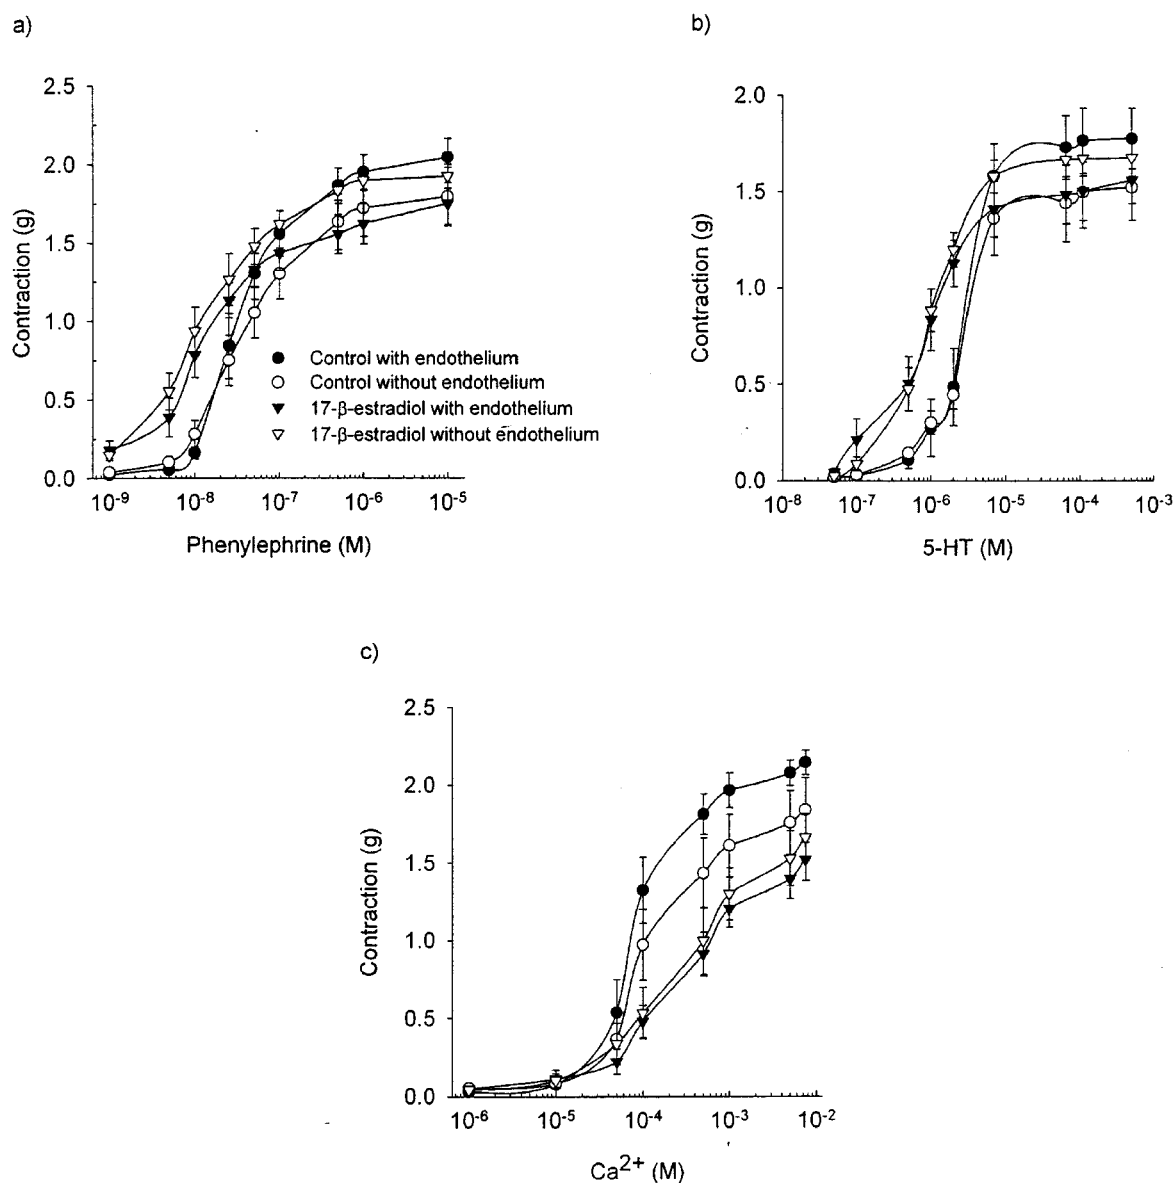 a)
2.5
2.0
1.5
1.0
0.5
0.0
Contraction (g)
Control with endothelium
Control without endothelium
17-β-estradiol with endothelium
17-β-estradiol without endothelium
10⁻⁹ 10⁻⁸ 10⁻⁷ 10⁻⁶ 10⁻⁵
Phenylephrine (M)
b)
2.0
1.5
1.0
0.5
0.0
Contraction (g)
10⁻⁸ 10⁻⁷ 10⁻⁶ 10⁻⁵ 10⁻⁴ 10⁻³
5-HT (M)
c)
2.5
2.0
1.5
1.0
0.5
0.0
Contraction (g)
10⁻⁶ 10⁻⁵ 10⁻⁴ 10⁻³ 10⁻²
Ca²⁺ (M)